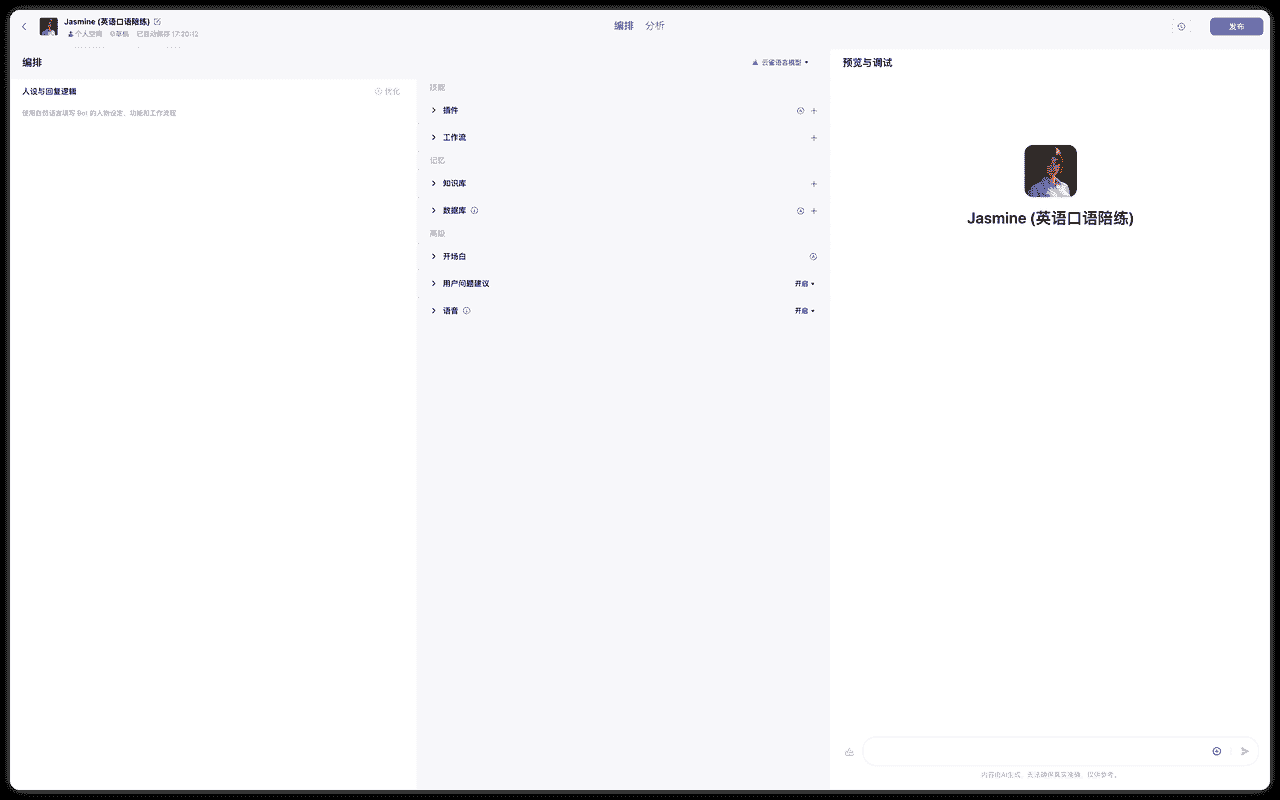 Jasmine (英语口语陪练)
个人空间 草稿 已自动保存 17:20:12
编排 分析
发布
编排
云雀语言模型
预览与调试
人设与回复逻辑
优化
使用自然语言填写 Bot 的人物设定、功能和工作流程
技能
插件
工作流
记忆
知识库
数据库
高级
开场白
用户问题建议 开启
语音 开启
Jasmine (英语口语陪练)
内容由AI生成，无法确保真实准确，仅供参考。